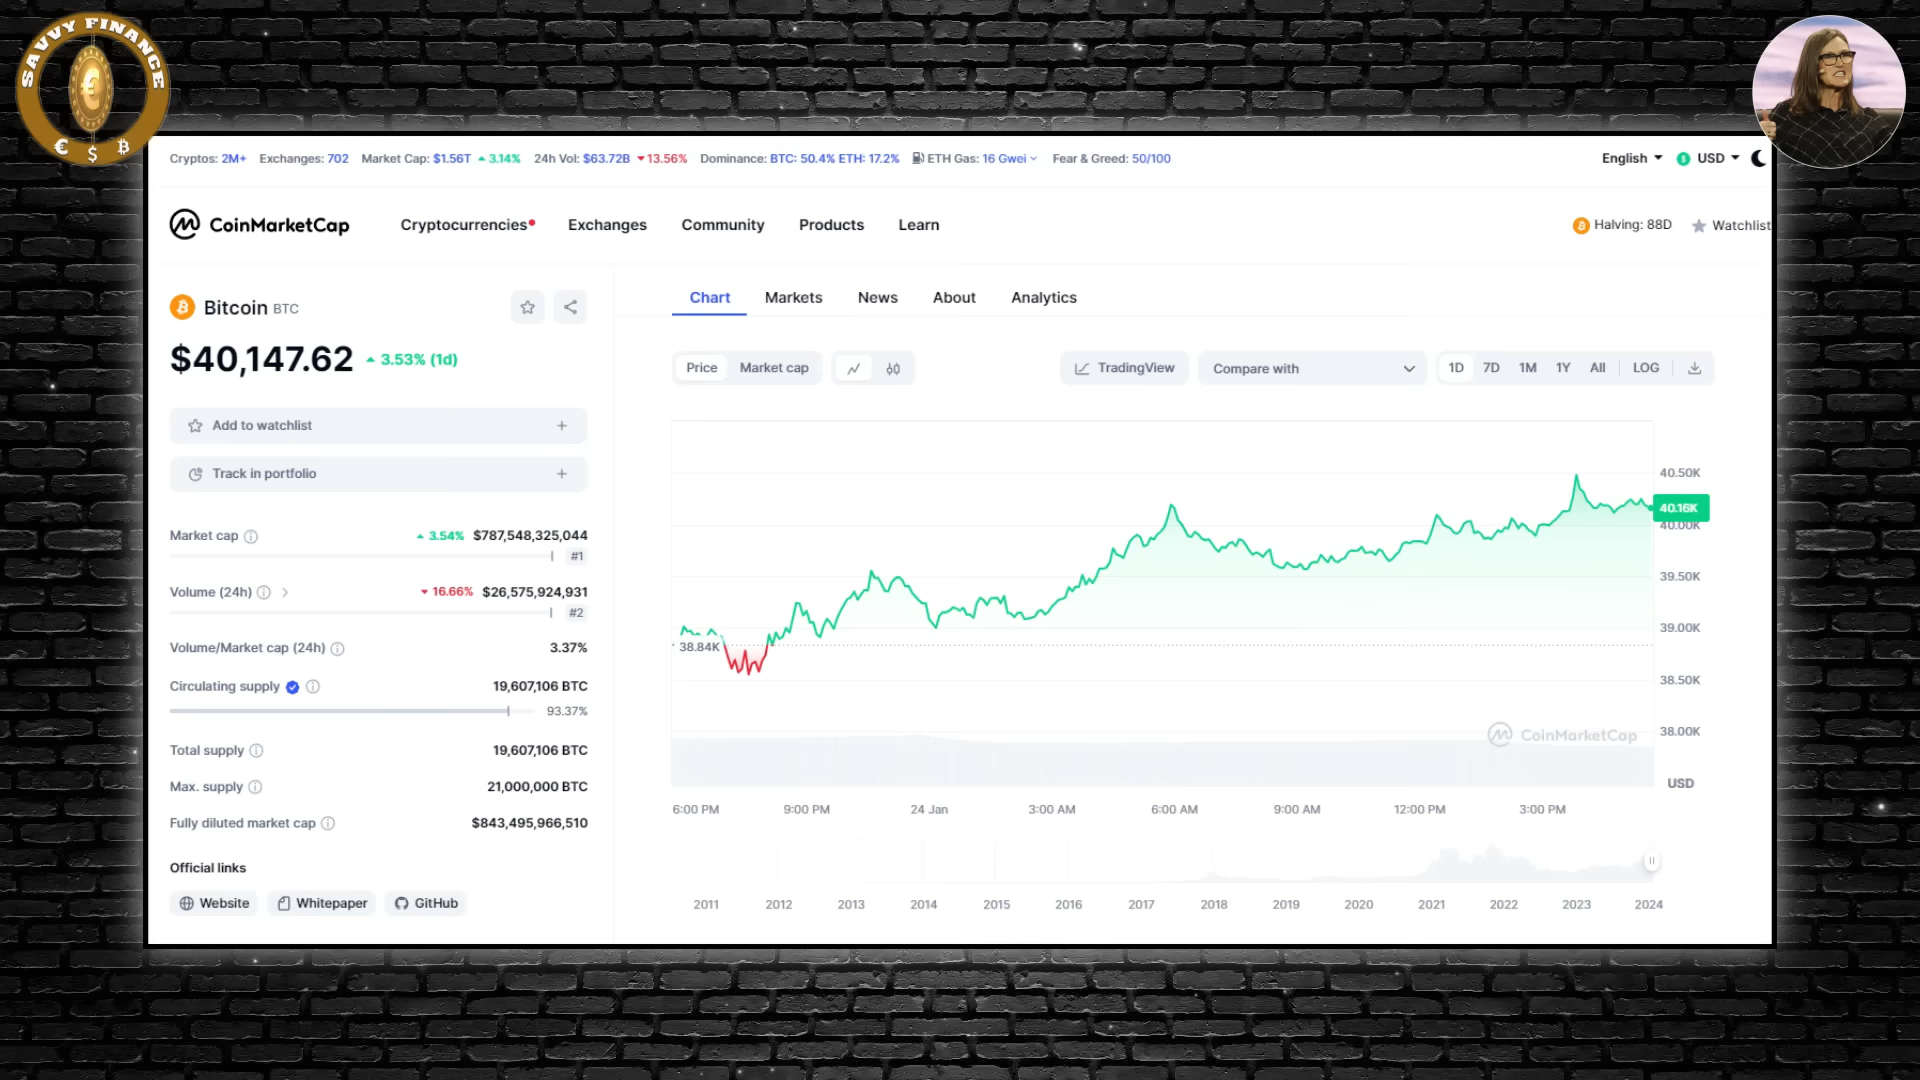 SAVVY FINANCE
€ $ ₿
Cryptos: 2M+ Exchanges: 702 Market Cap: $1.56T 3.14% 24h Vol: $63.72B 13.56% Dominance: BTC: 50.4% ETH: 17.2% ETH Gas: 16 Gwei Fear & Greed: 50/100 English USD
CoinMarketCap Cryptocurrencies Exchanges Community Products Learn Halving: 88D Watchlist
Bitcoin BTC
$40,147.62 3.53% (1d)
Add to watchlist +
Track in portfolio +
Market cap 3.54% $787,548,325,044
#1
Volume (24h) 16.66% $26,575,924,931
#2
Volume/Market cap (24h) 3.37%
Circulating supply 19,607,106 BTC
93.37%
Total supply 19,607,106 BTC
Max. supply 21,000,000 BTC
Fully diluted market cap $843,495,966,510
Official links
Website Whitepaper GitHub
Chart Markets News About Analytics
Price Market cap TradingView Compare with 1D 7D 1M 1Y All LOG
40.50K
40.16K
40.00K
39.50K
39.00K
38.84K
38.50K
38.00K
CoinMarketCap
USD
6:00 PM 9:00 PM 24 Jan 3:00 AM 6:00 AM 9:00 AM 12:00 PM 3:00 PM
2011 2012 2013 2014 2015 2016 2017 2018 2019 2020 2021 2022 2023 2024